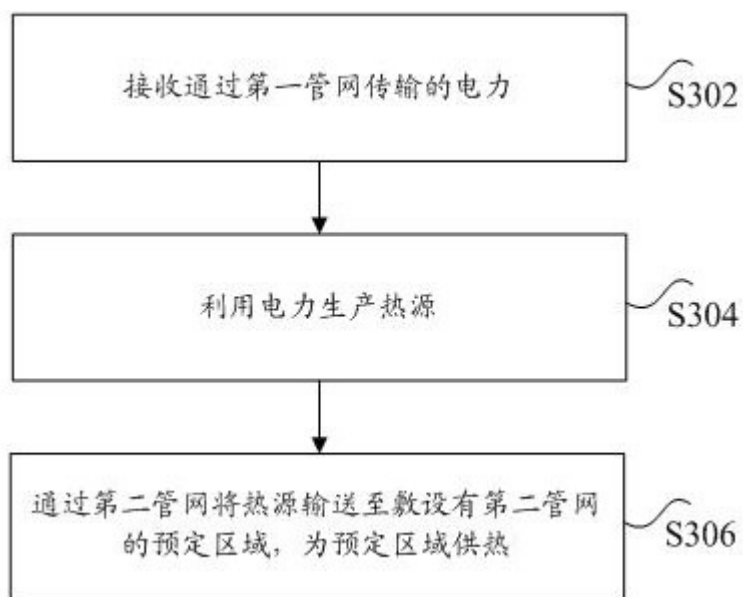 接收通过第一管网传输的电力
S302
利用电力生产热源
S304
通过第二管网将热源输送至敷设有第二管网
的预定区域，为预定区域供热
S306